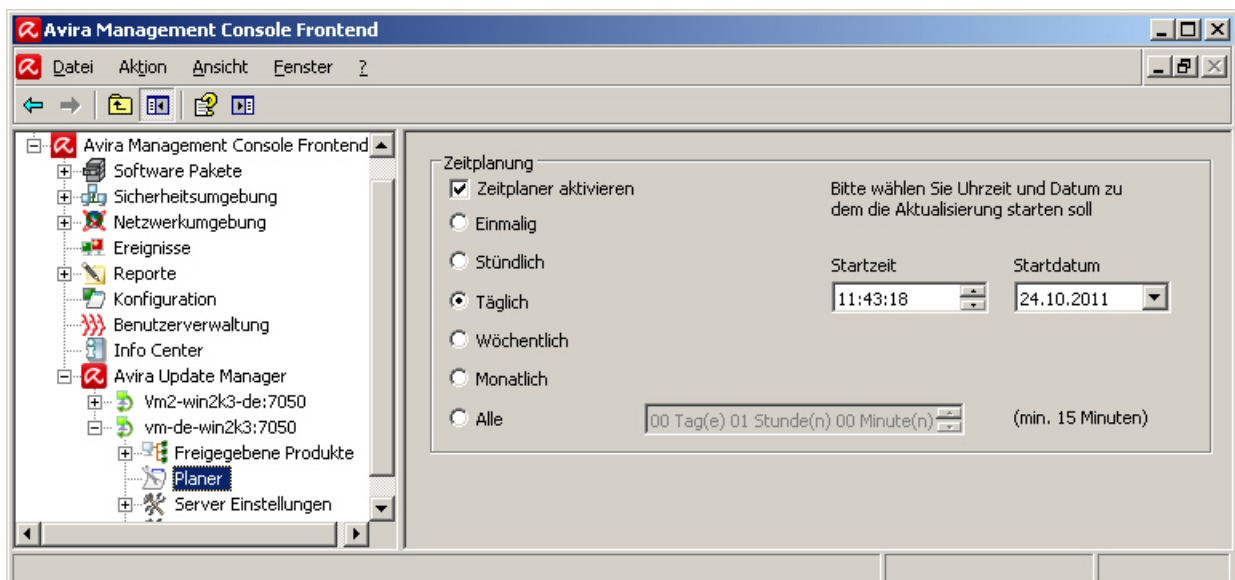 Avira Management Console Frontend
Datei Aktion Ansicht Fenster ?
Avira Management Console Frontend
Software Pakete
Sicherheitsumgebung
Netzwerkumgebung
Ereignisse
Reporte
Konfiguration
Benutzerverwaltung
Info Center
Avira Update Manager
Vm2-win2k3-de:7050
vm-de-win2k3:7050
Freigegebene Produkte
Planer
Server Einstellungen
Zeitplanung
Zeitplaner aktivieren
Einmalig
Stündlich
Täglich
Wöchentlich
Monatlich
Alle 00 Tag(e) 01 Stunde(n) 00 Minute(n) (min. 15 Minuten)
Bitte wählen Sie Uhrzeit und Datum zu
dem die Aktualisierung starten soll
Startzeit Startdatum
11:43:18 24.10.2011